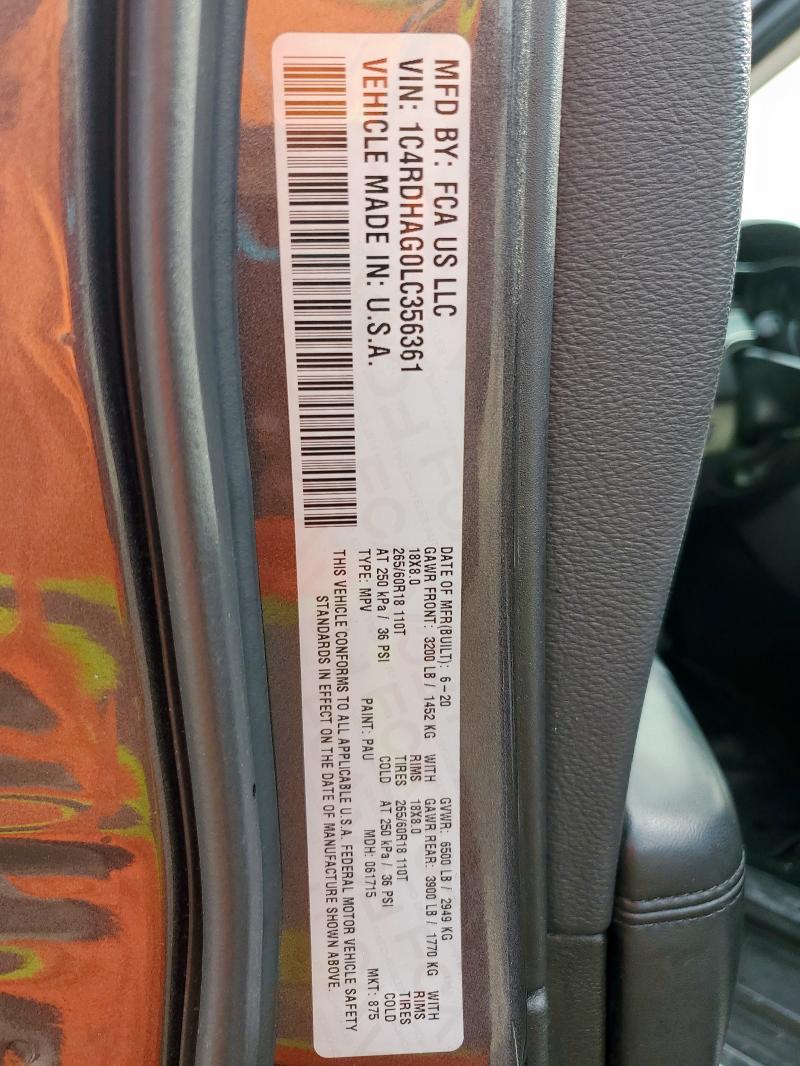 MFD BY: FCA US LLC
VIN: 1C4RDHAG0LC356361
VEHICLE MADE IN: U.S.A.
DATE OF MFR(BUILT): 6-20 GVWR: 6500 LB / 2949 KG
GAWR FRONT: 3200 LB / 1452 KG WITH GAWR REAR: 3900 LB / 1770 KG WITH
18X8.0 RIMS 18X8.0 RIMS
265/60R18 110T TIRES 265/60R18 110T TIRES
AT 250 kPa / 36 PSI COLD AT 250 kPa / 36 PSI COLD
TYPE: MPV PAINT: PAU MDH: 061715 MKT: 875
THIS VEHICLE CONFORMS TO ALL APPLICABLE U.S.A. FEDERAL MOTOR VEHICLE SAFETY
STANDARDS IN EFFECT ON THE DATE OF MANUFACTURE SHOWN ABOVE.